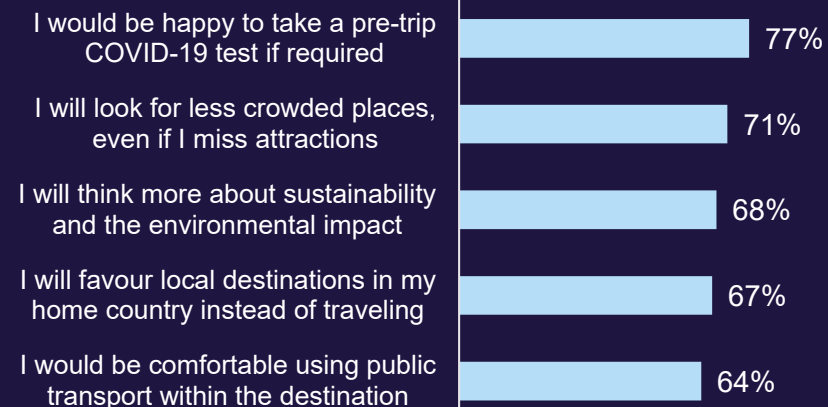 I would be happy to take a pre-trip
COVID-19 test if required
77%
I will look for less crowded places,
even if I miss attractions
71%
I will think more about sustainability
and the environmental impact
68%
I will favour local destinations in my
home country instead of traveling
67%
I would be comfortable using public
transport within the destination
64%